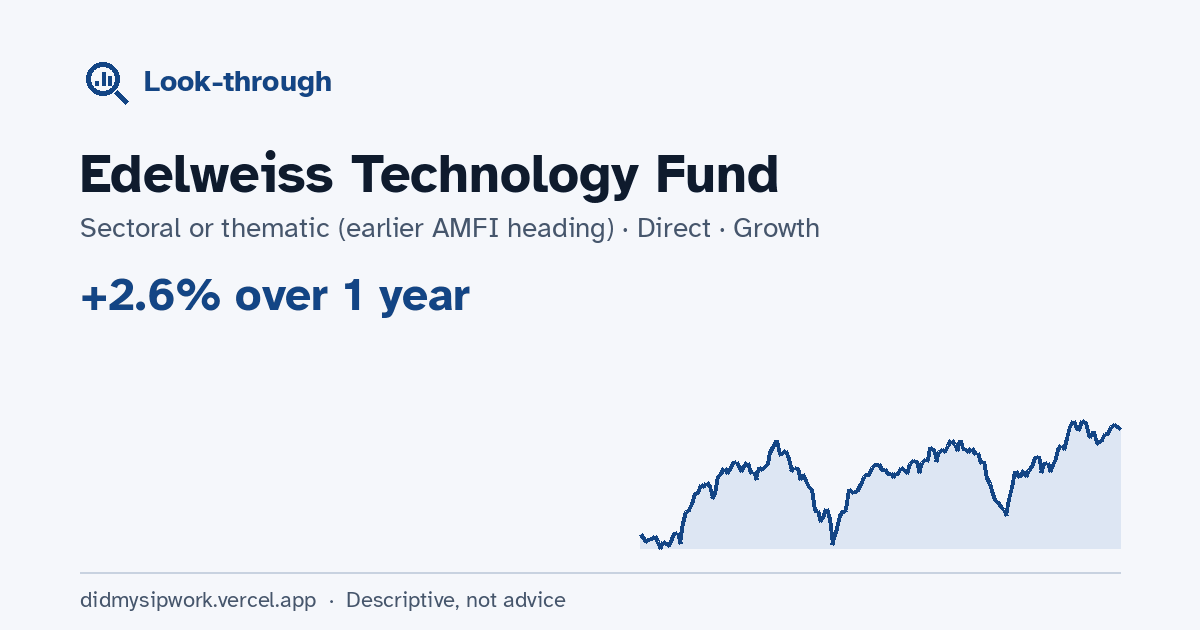 Look-through
Edelweiss Technology Fund
Sectoral or thematic (earlier AMFI heading) · Direct · Growth
+2.6% over 1 year
didmysipwork.vercel.app · Descriptive, not advice